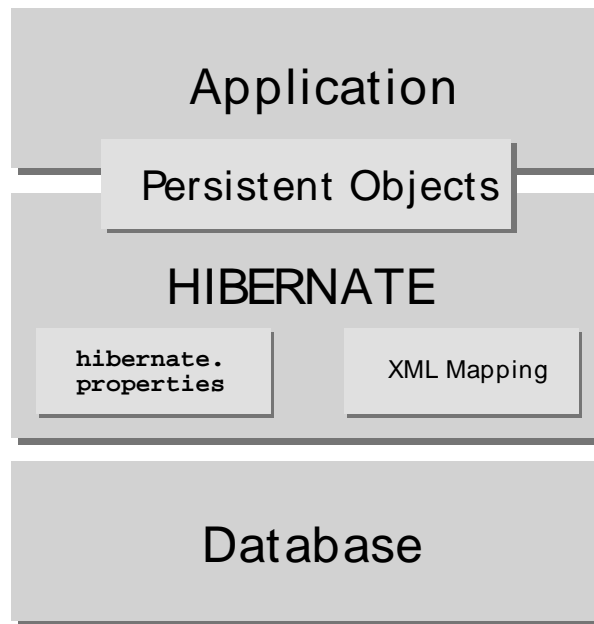 Application
Persistent Objects
HIBERNATE
hibernate.
properties
XML Mapping
Database